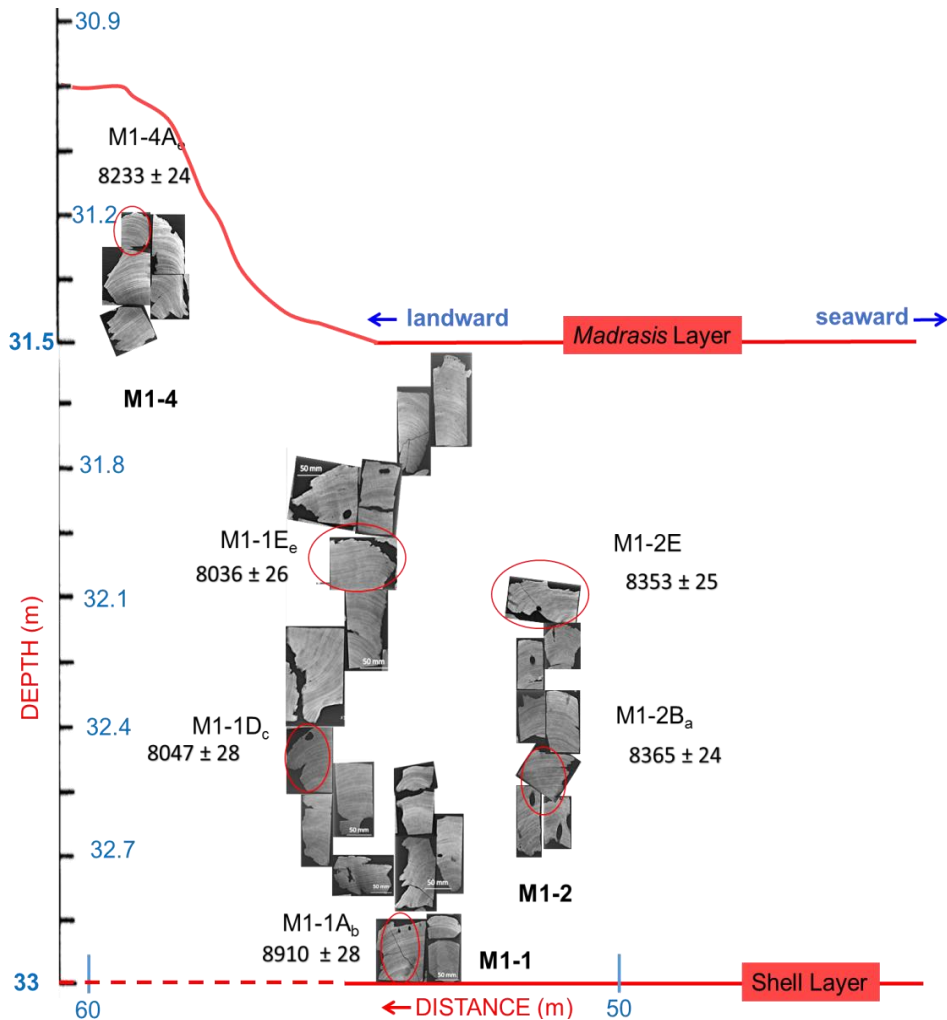 30.9
M1-4Ae
8233 ± 24
31.2
landward
seaward
31.5
Madrasis Layer
M1-4
31.8
50 mm
M1-1Ee
8036 ± 26
M1-2E
8353 ± 25
32.1
50 mm
DEPTH (m)
M1-1Dc
8047 ± 28
32.4
M1-2Ba
8365 ± 24
50 mm
32.7
50 mm
50 mm
M1-2
M1-1Ab
8910 ± 28
M1-1
50 mm
33
Shell Layer
60
DISTANCE (m)
50